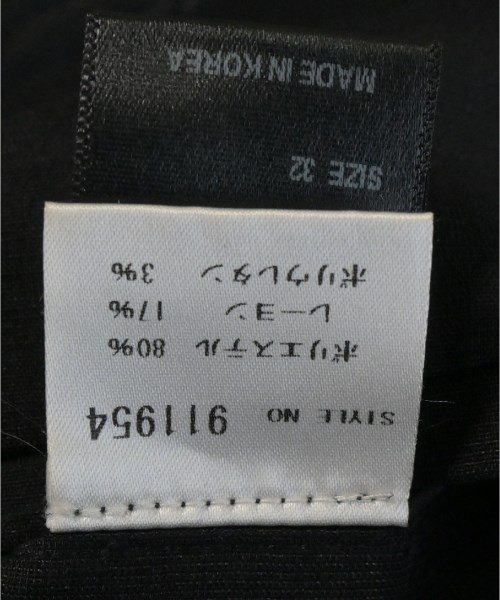 STYLE NO 911954
ポリエステル 80%
レーヨン 17%
ポリウレタン 3%
SIZE 32
MADE IN KOREA